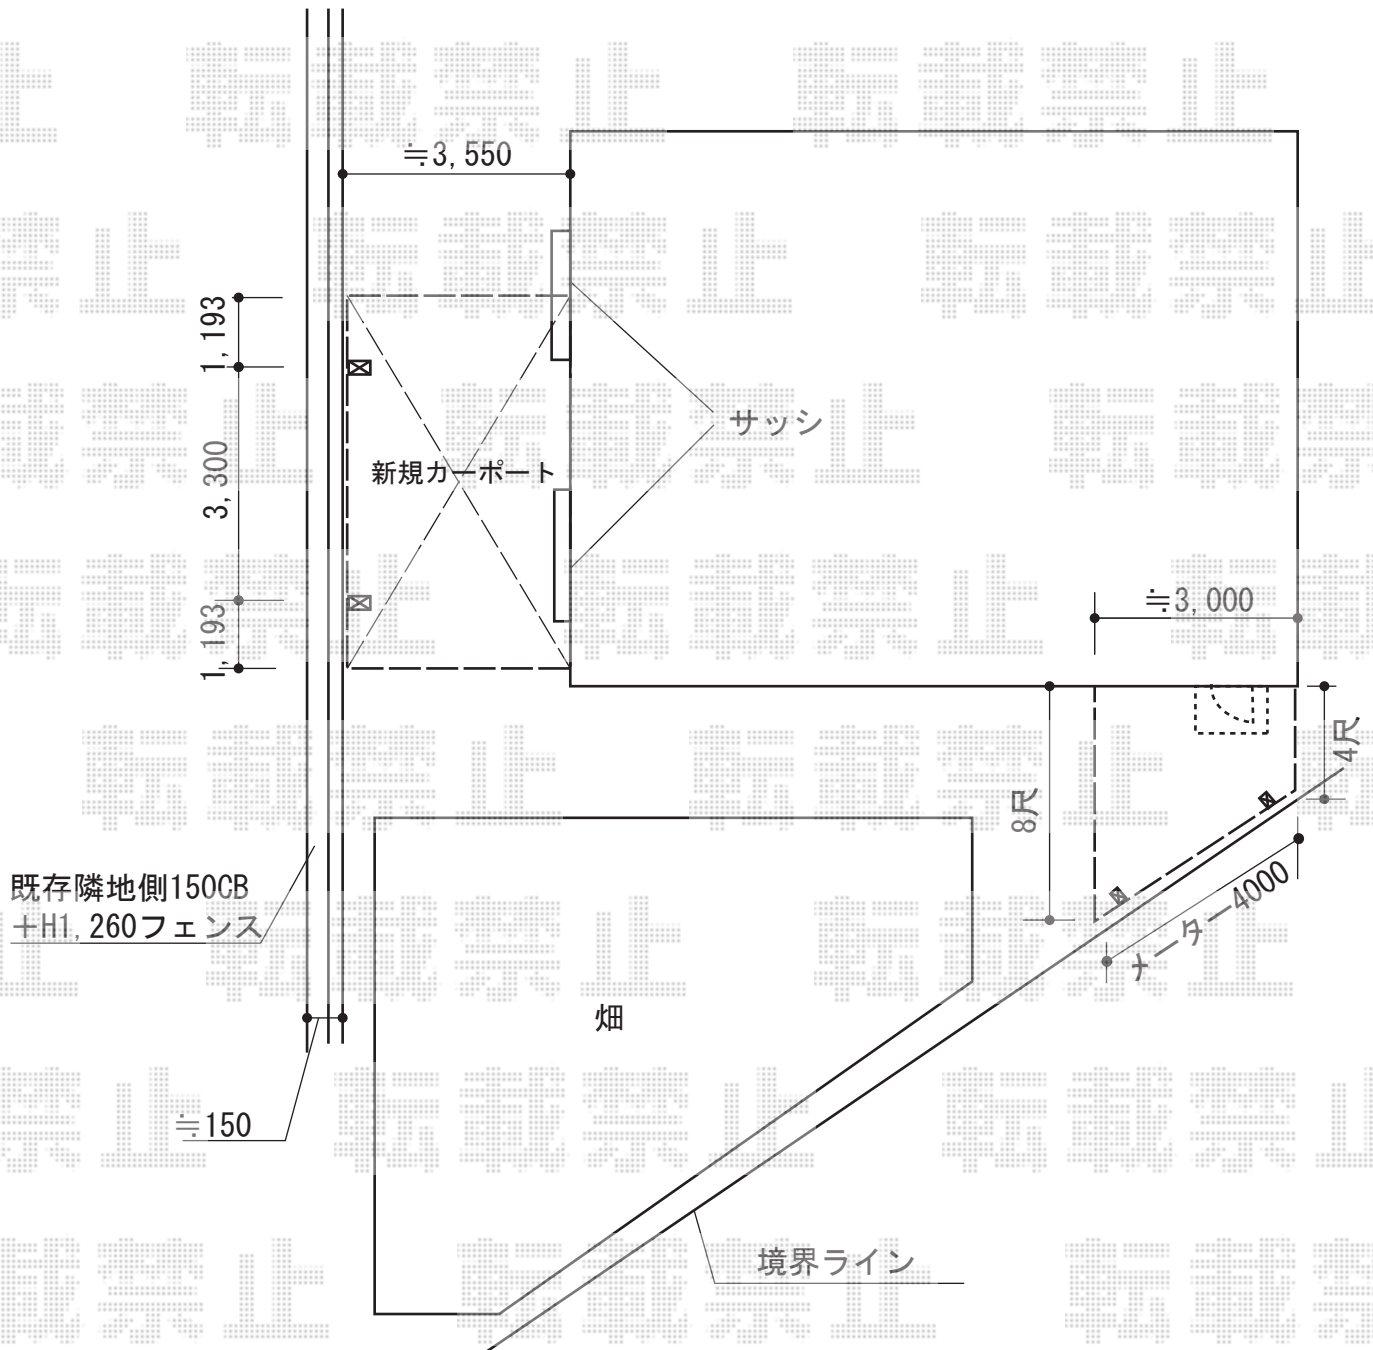 転載禁止
≒3,550
1,193
3,300
1,193
新規カーポート
サッシ
≒3,000
4尺
8尺
ナーター4000
既存隣地側150CB
+H1,260フェンス
畑
≒150
境界ライン